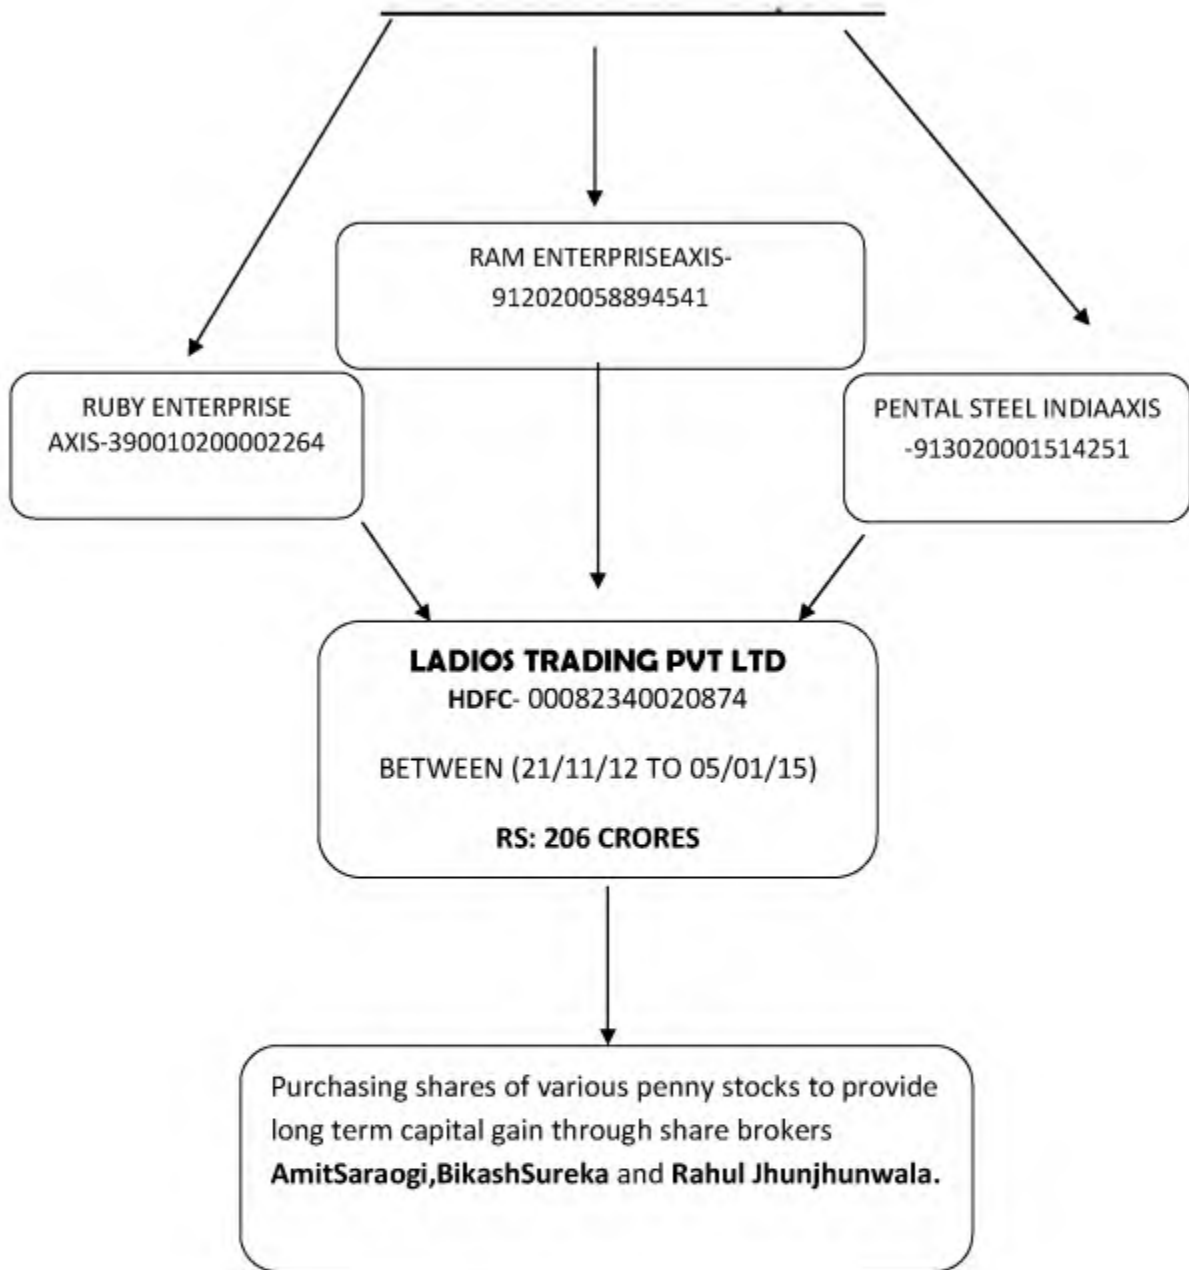 RAM ENTERPRISEAXIS-
912020058894541
RUBY ENTERPRISE
AXIS-390010200002264
PENTAL STEEL INDIAAXIS
-913020001514251
LADIOS TRADING PVT LTD
HDFC- 00082340020874
BETWEEN (21/11/12 TO 05/01/15)
RS: 206 CRORES
Purchasing shares of various penny stocks to provide
long term capital gain through share brokers
AmitSaraogi,BikashSureka and Rahul Jhunjhunwala.